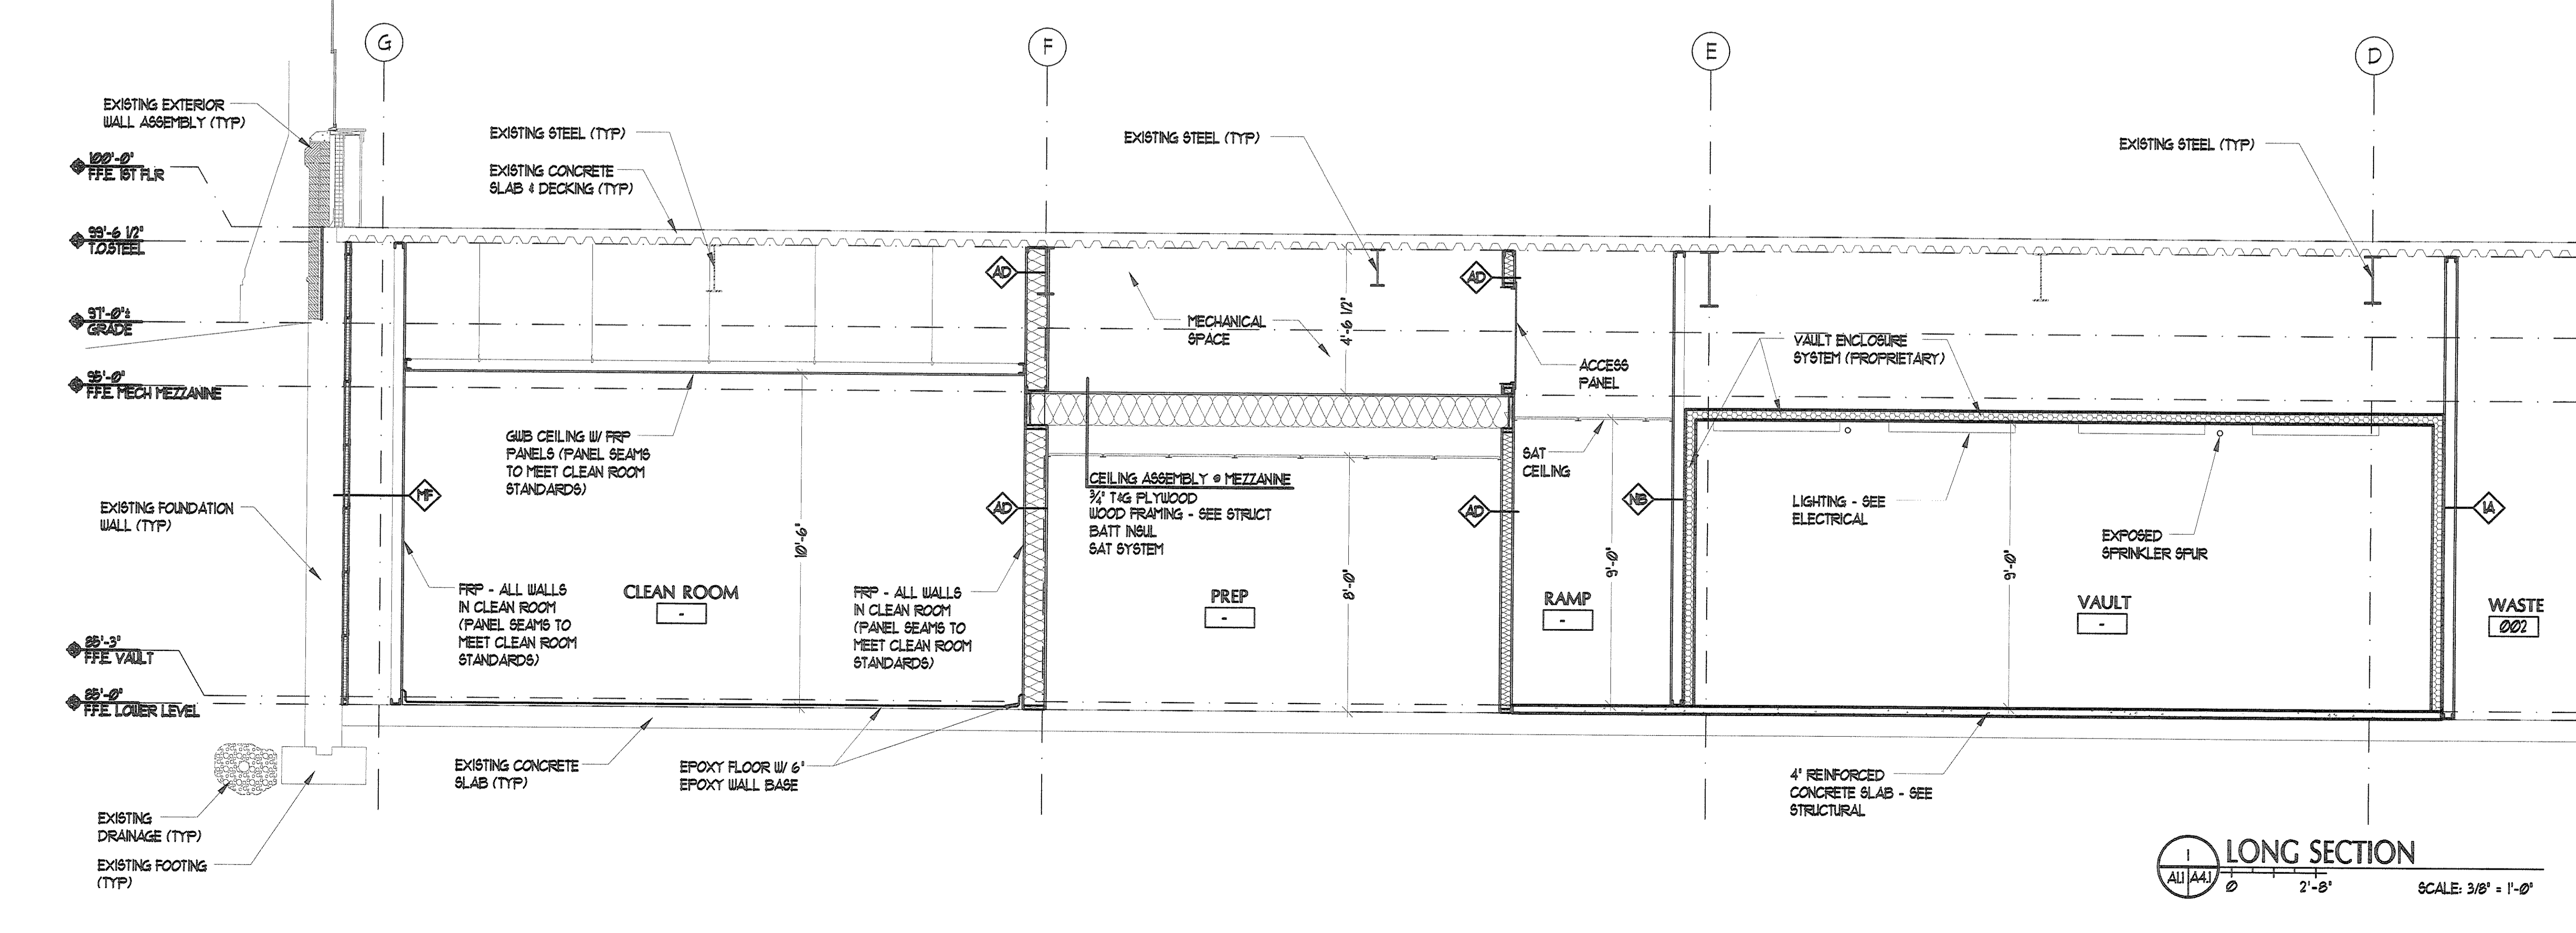 G
F
E
D
EXISTING EXTERIOR
WALL ASSEMBLY (TYP)
EXISTING STEEL (TYP)
EXISTING STEEL (TYP)
EXISTING STEEL (TYP)
100'-0"
F.F.E. 1ST FLR
EXISTING CONCRETE
SLAB & DECKING (TYP)
99'-6 1/2"
T.O.STEEL
AD
AD
97'-0"±
GRADE
MECHANICAL
SPACE
4'-6 1/2"
VAULT ENCLOSURE
SYSTEM (PROPRIETARY)
ACCESS
PANEL
95'-0"
F.F.E. MECH MEZZANINE
GWB CEILING W/ FRP
PANELS (PANEL SEAMS
TO MEET CLEAN ROOM
STANDARDS)
SAT
CEILING
CEILING ASSEMBLY @ MEZZANINE
3/4" T&G PLYWOOD
WOOD FRAMING - SEE STRUCT
BATT INSUL
SAT SYSTEM
MF
AD
AD
NB
1A
LIGHTING - SEE
ELECTRICAL
EXISTING FOUNDATION
WALL (TYP)
EXPOSED
SPRINKLER SPUR
10'-6"
8'-0"
9'-0"
9'-0"
FRP - ALL WALLS
IN CLEAN ROOM
(PANEL SEAMS TO
MEET CLEAN ROOM
STANDARDS)
CLEAN ROOM
-
FRP - ALL WALLS
IN CLEAN ROOM
(PANEL SEAMS TO
MEET CLEAN ROOM
STANDARDS)
PREP
-
RAMP
-
VAULT
-
WASTE
002
85'-3"
F.F.E. VAULT
85'-0"
F.F.E. LOWER LEVEL
EXISTING CONCRETE
SLAB (TYP)
EPOXY FLOOR W/ 6"
EPOXY WALL BASE
4" REINFORCED
CONCRETE SLAB - SEE
STRUCTURAL
EXISTING
DRAINAGE (TYP)
EXISTING FOOTING
(TYP)
1
A1.1 A4.1
LONG SECTION
0 2'-8"
SCALE: 3/8" = 1'-0"